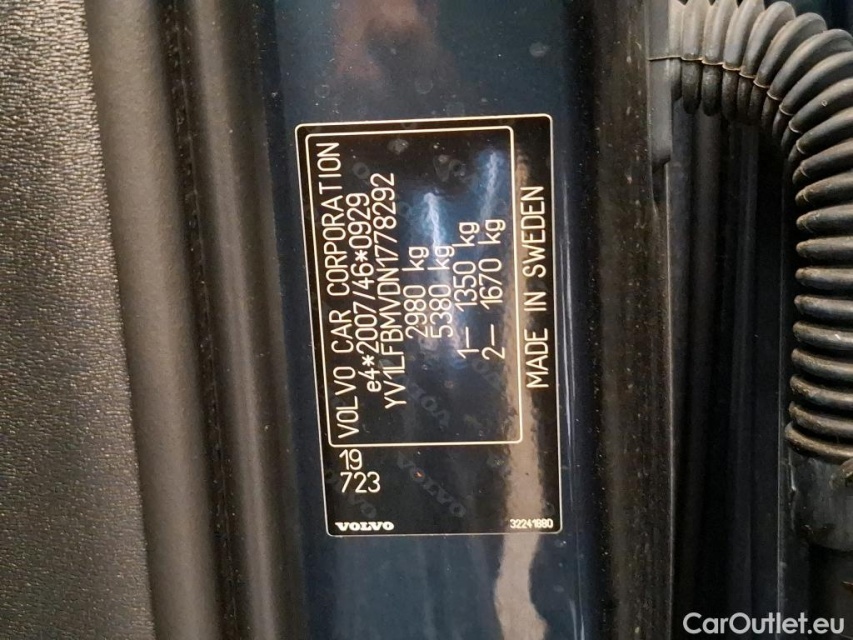 VOLVO CAR CORPORATION
e4*2007/46*0929
YV1LFBMVDN1778292
2980 kg
5380 kg
1– 1350 kg
2– 1670 kg
MADE IN SWEDEN
19
723
VOLVO
32241880
CarOutlet.eu